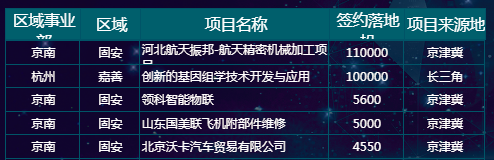 区域事业部 区域 项目名称 签约落地 项目来源地
京南 固安 河北航天振邦-航天精密机械加工项 110000 京津冀
杭州 嘉善 创新的基因组学技术开发与应用 100000 长三角
京南 固安 领科智能物联 5600 京津冀
京南 固安 山东国美联飞机附部件维修 5000 京津冀
京南 固安 北京沃卡汽车贸易有限公司 4550 京津冀